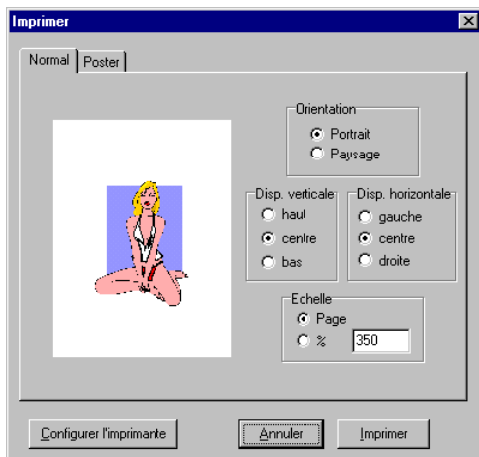 Imprimer
Normal
Poster
Orientation
Portrait
Paysage
Disp. verticale
haut
centre
bas
Disp. horizontale
gauche
centre
droite
Echelle
Page
% 350
Configurer l'imprimante
Annuler
Imprimer